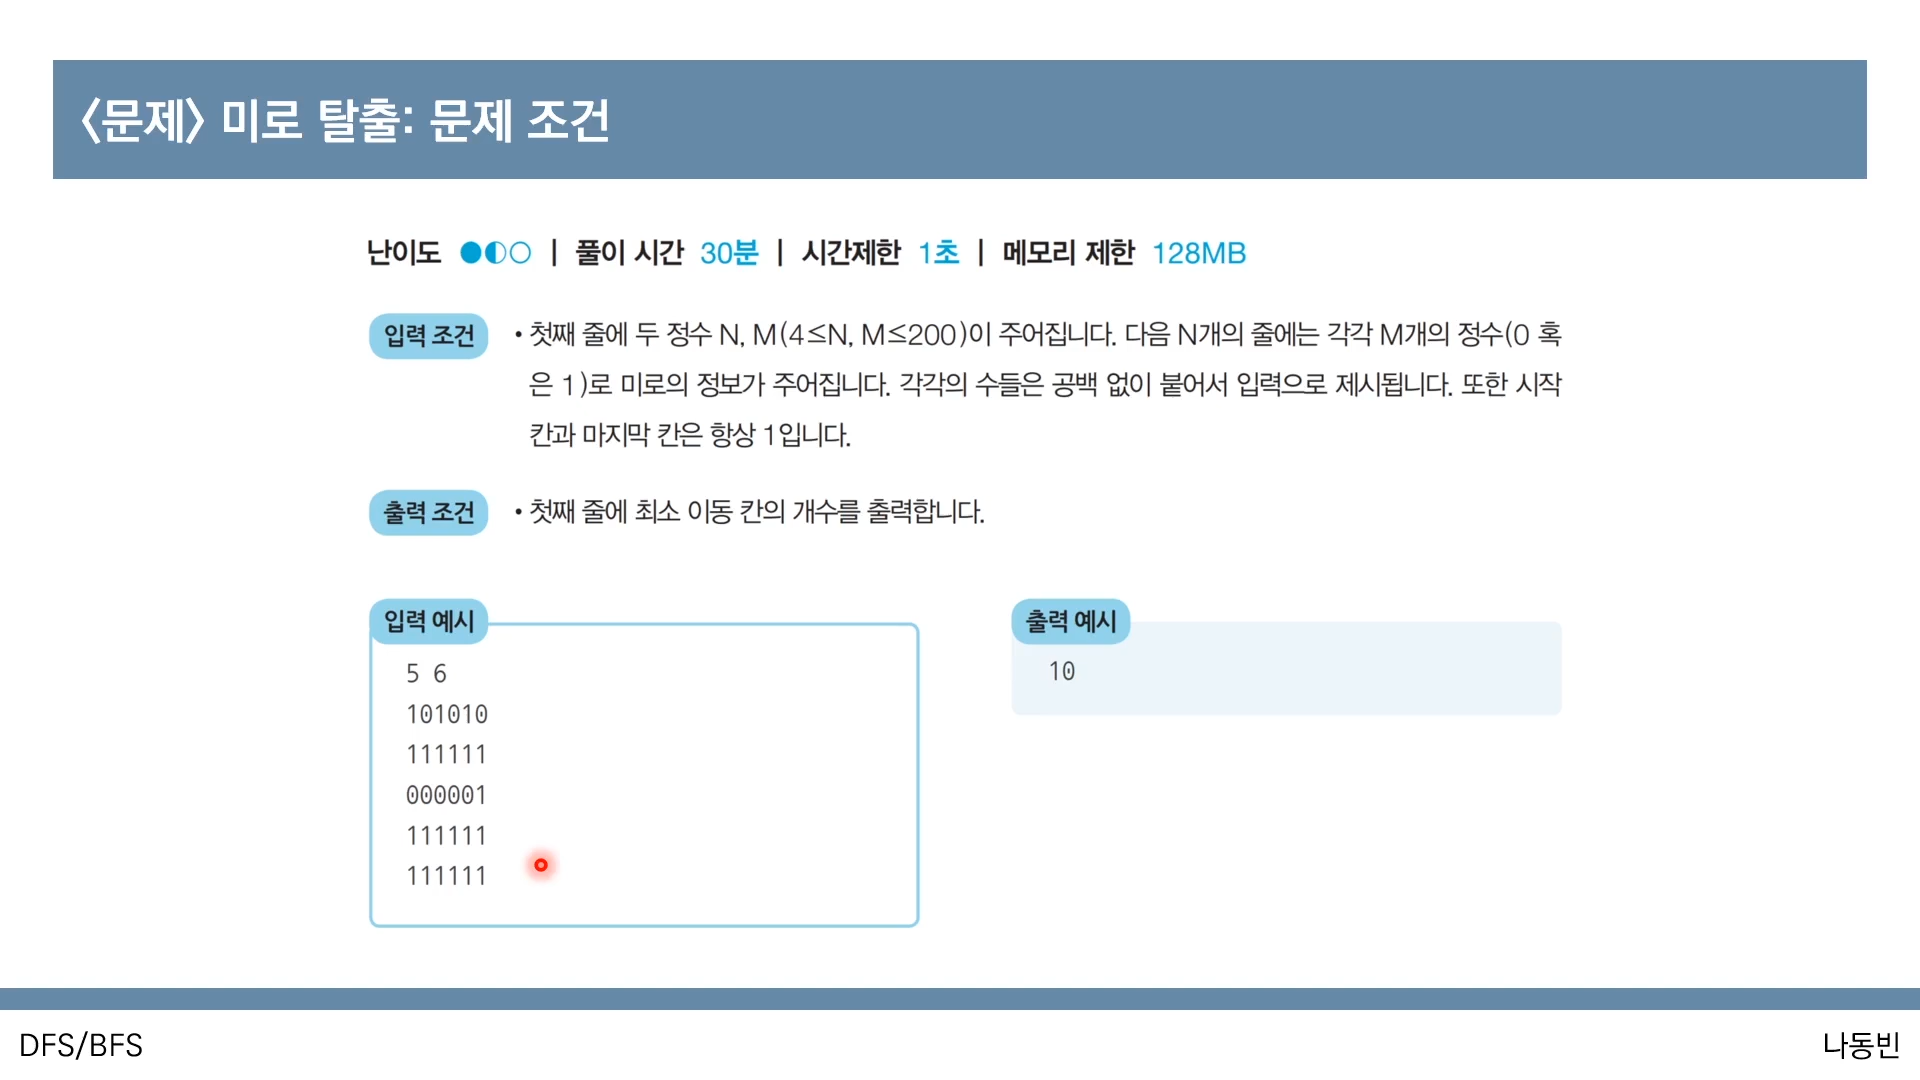 <문제> 미로 탈출: 문제 조건
난이도 ●◐○ | 풀이 시간 30분 | 시간제한 1초 | 메모리 제한 128MB
입력 조건 • 첫째 줄에 두 정수 N, M(4≤N, M≤200)이 주어집니다. 다음 N개의 줄에는 각각 M개의 정수(0 혹
은 1)로 미로의 정보가 주어집니다. 각각의 수들은 공백 없이 붙어서 입력으로 제시됩니다. 또한 시작
칸과 마지막 칸은 항상 1입니다.
출력 조건 • 첫째 줄에 최소 이동 칸의 개수를 출력합니다.
입력 예시
5 6
101010
111111
000001
111111
111111
출력 예시
10
DFS/BFS
나동빈